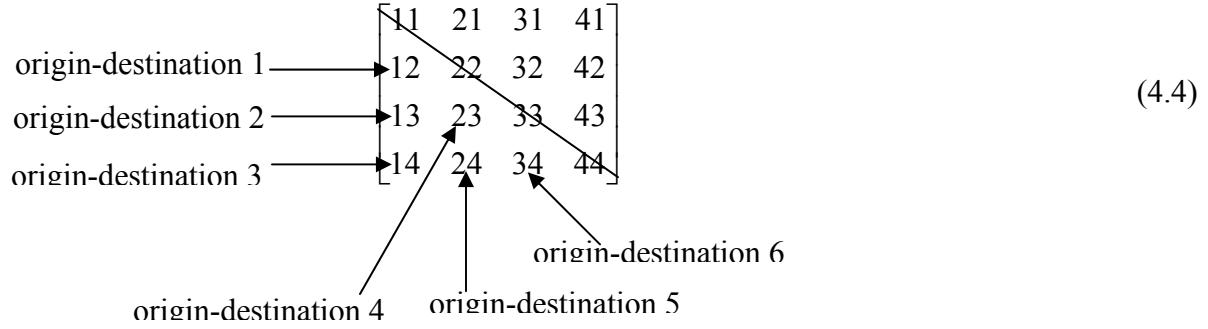 11 21 31 41
origin-destination 1 12 22 32 42
(4.4)
origin-destination 2 13 23 33 43
origin-destination 3 14 24 34 44
origin-destination 6
origin-destination 4 origin-destination 5